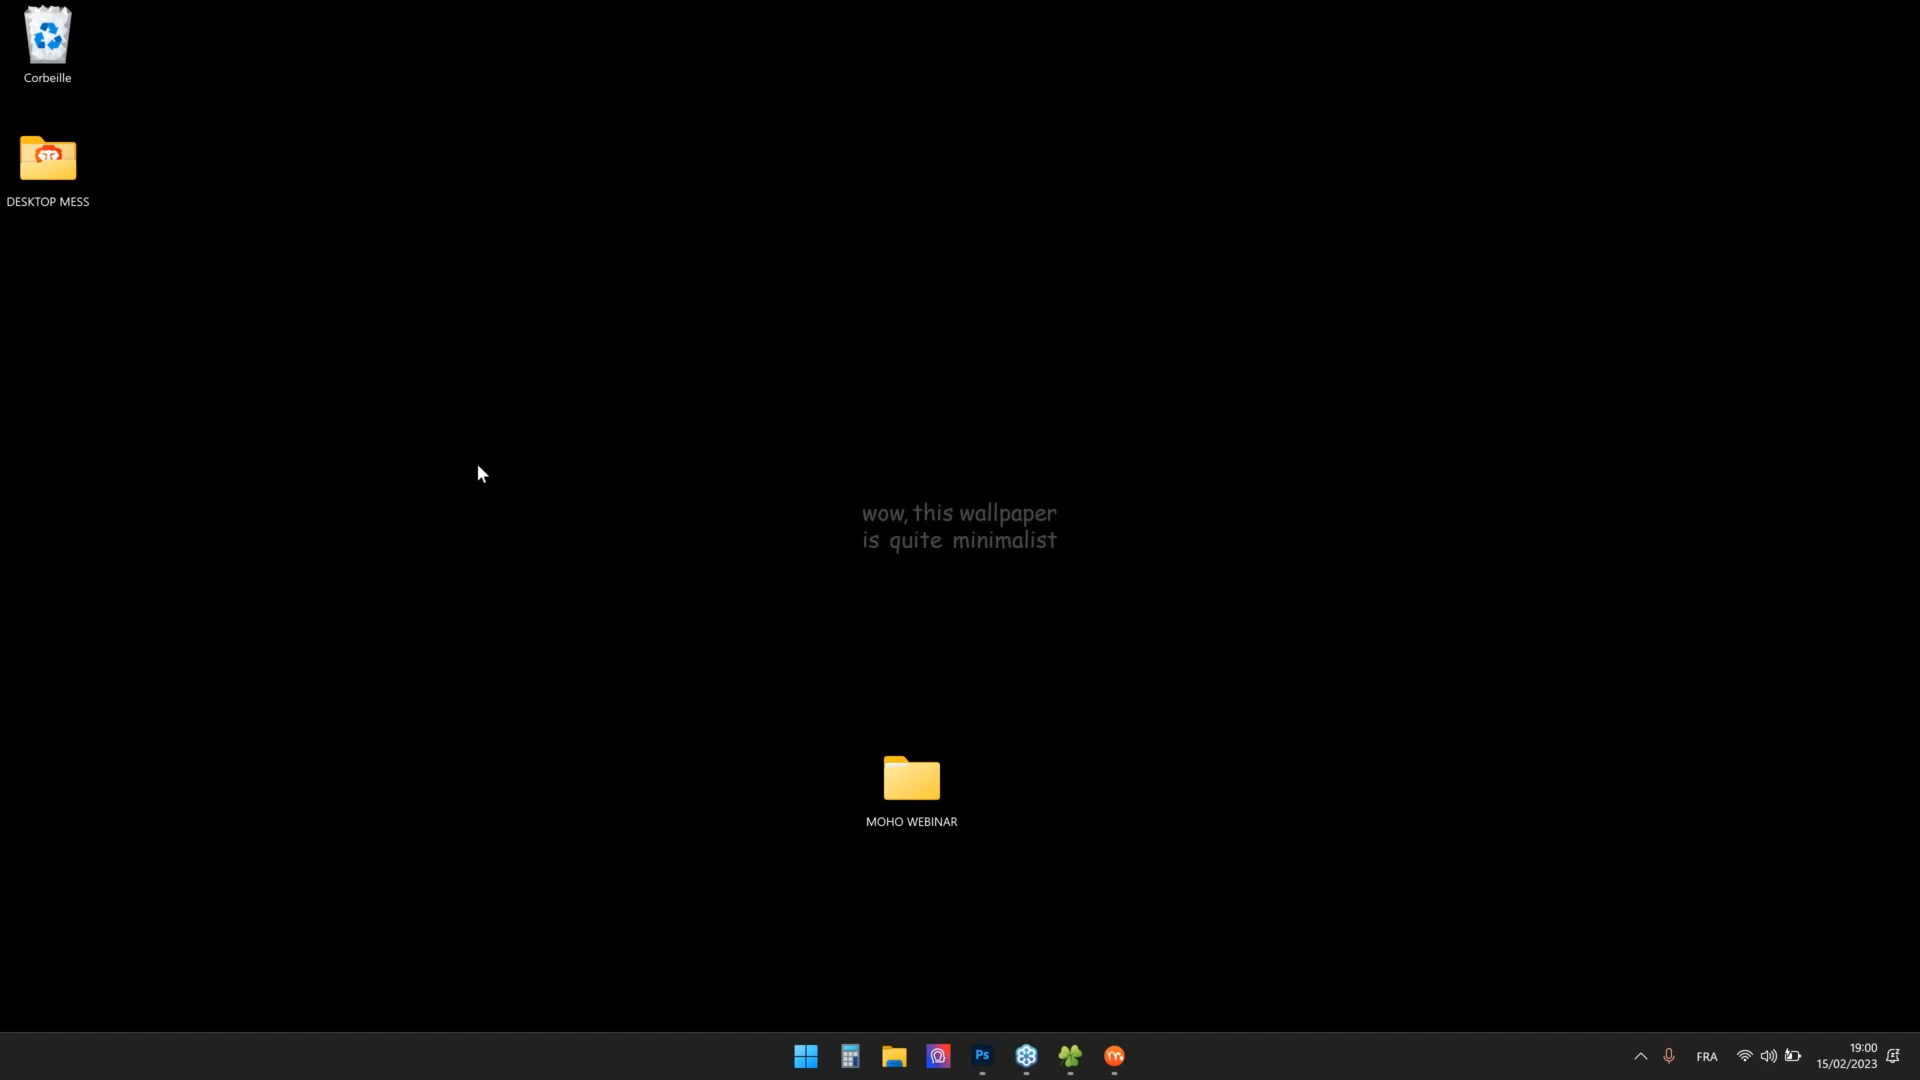 Corbeille
DESKTOP MESS
wow, this wallpaper
is quite minimalist
MOHO WEBINAR
Ps
FRA
19:00
15/02/2023